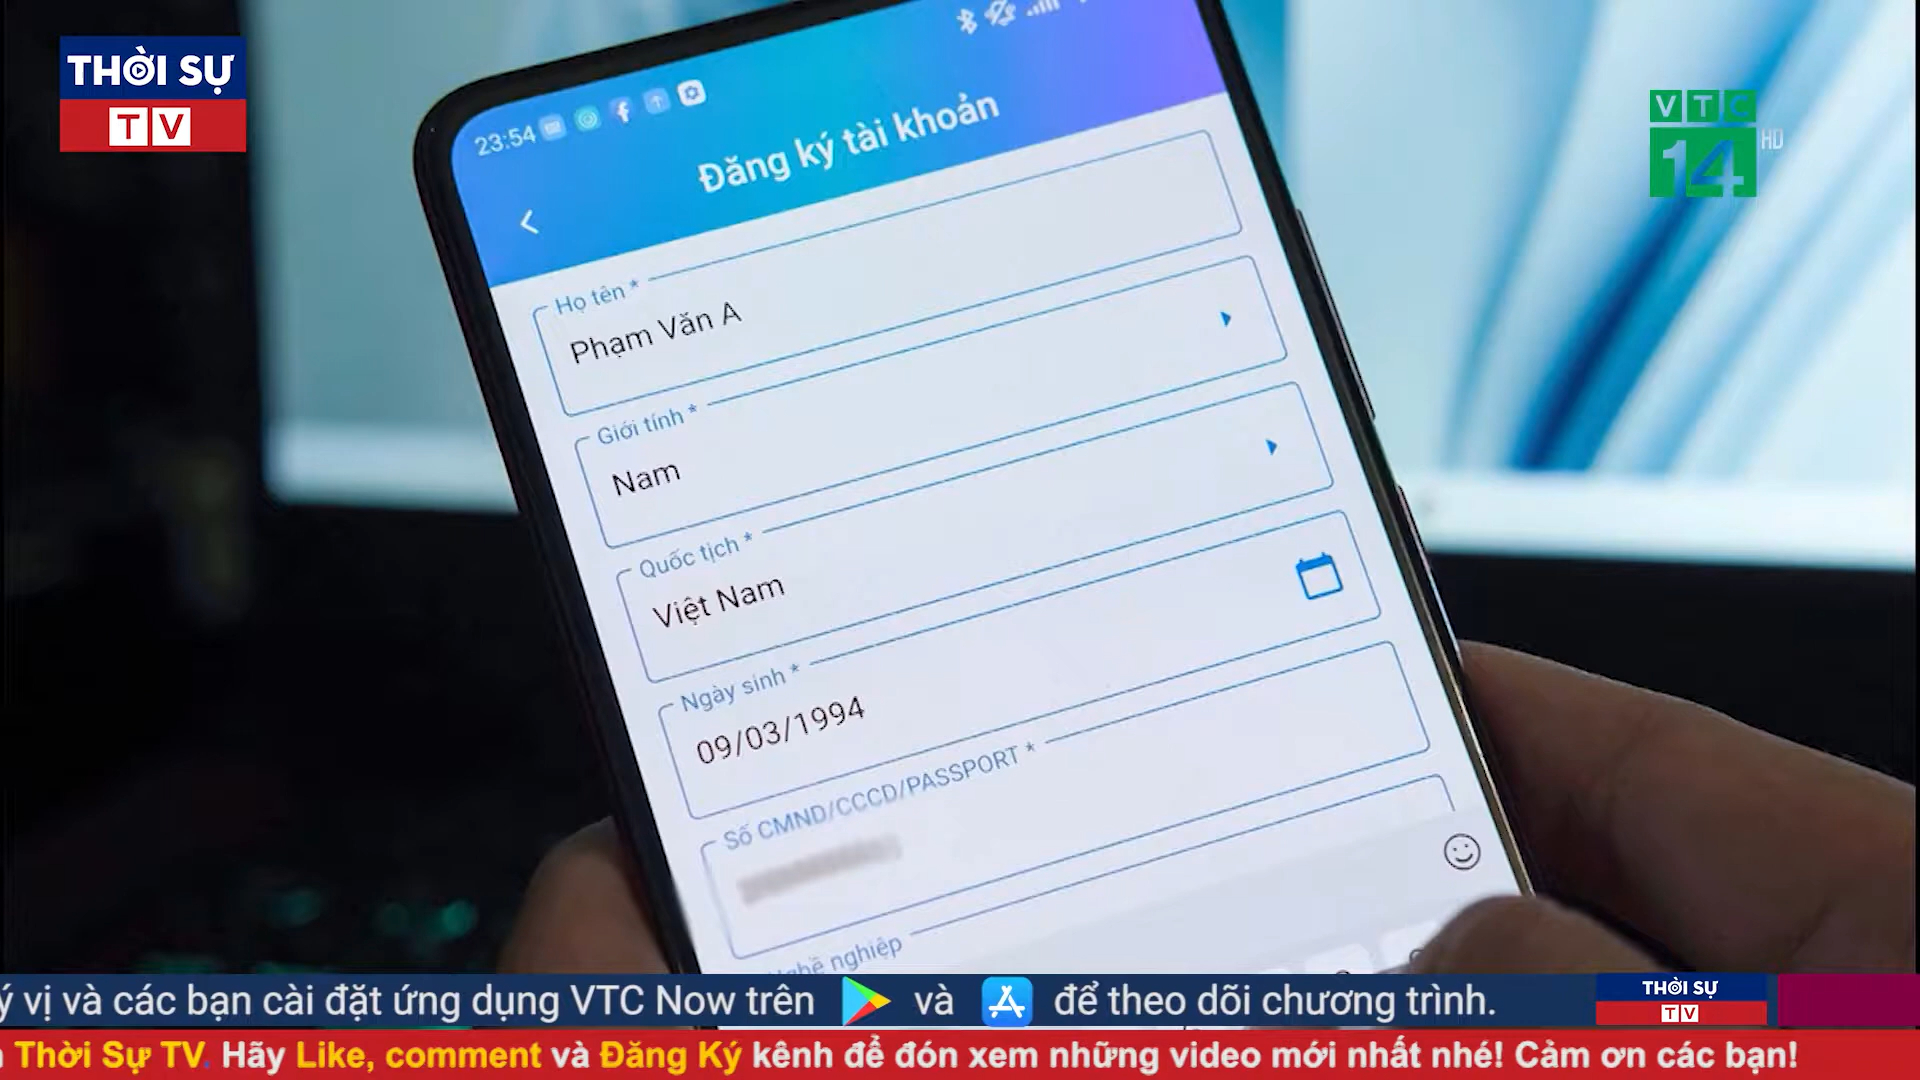 THỜI SỰ
TV
VTC
14
HD
23:54
Đăng ký tài khoản
Họ tên *
Phạm Văn A
Giới tính *
Nam
Quốc tịch *
Việt Nam
Ngày sinh *
09/03/1994
Số CMND/CCCD/PASSPORT *
Nghề nghiệp
ý vị và các bạn cài đặt ứng dụng VTC Now trên và để theo dõi chương trình.
THỜI SỰ
TV
Thời Sự TV. Hãy Like, comment và Đăng Ký kênh để đón xem những video mới nhất nhé! Cảm ơn các bạn!